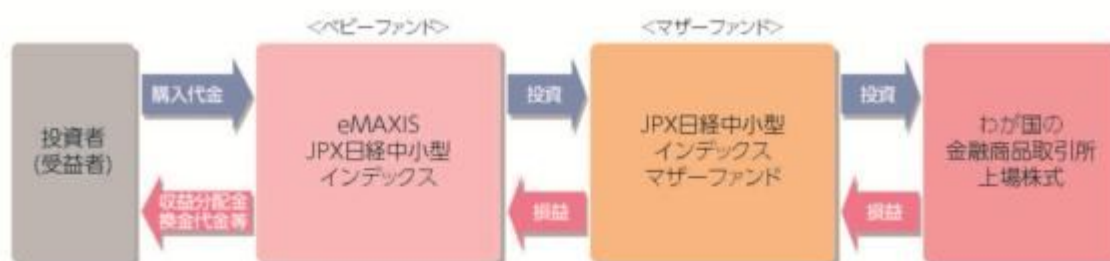 <ベビーファンド>
<マザーファンド>
投資者
(受益者)
購入代金
収益分配金
換金代金等
eMAXIS
JPX日経中小型
インデックス
投資
損益
JPX日経中小型
インデックス
マザーファンド
投資
損益
わが国の
金融商品取引所
上場株式